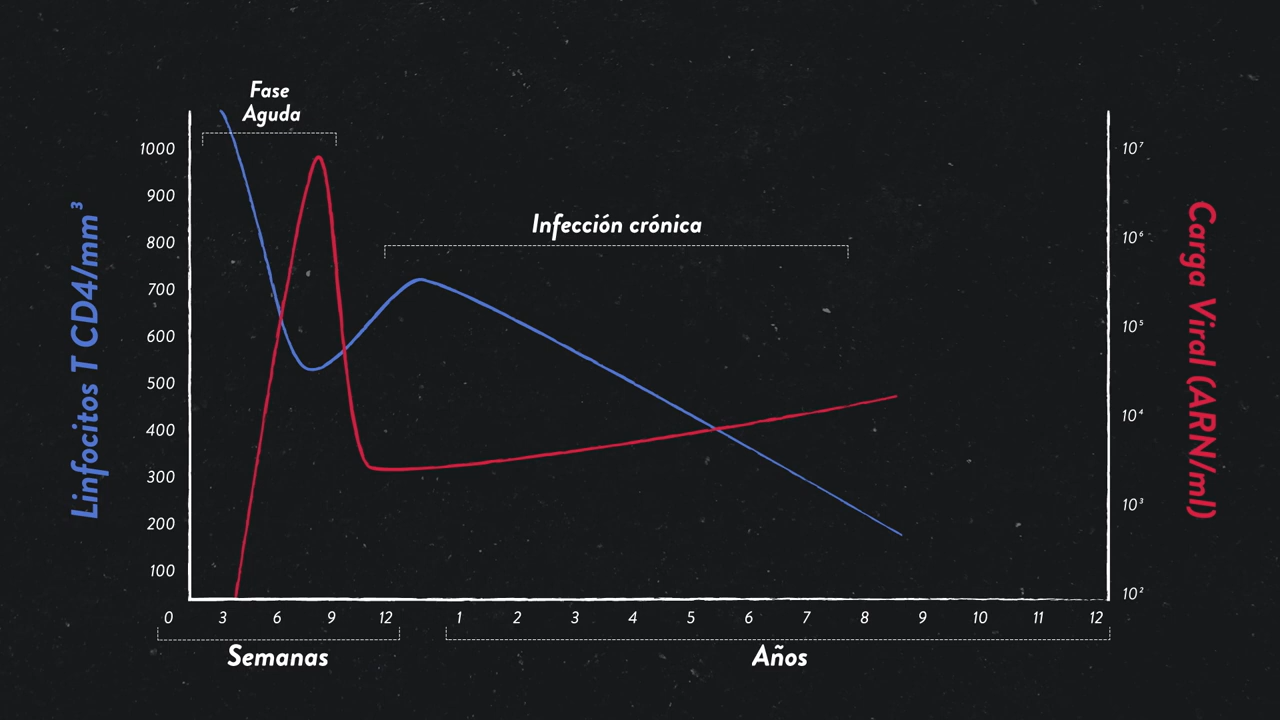 Fase
Aguda
Infección crónica
Linfocitos T CD4/mm³
1000
900
800
700
600
500
400
300
200
100
10⁷
10⁶
10⁵
10⁴
10³
10²
Carga Viral (ARN/ml)
0 3 6 9 12 1 2 3 4 5 6 7 8 9 10 11 12
Semanas Años